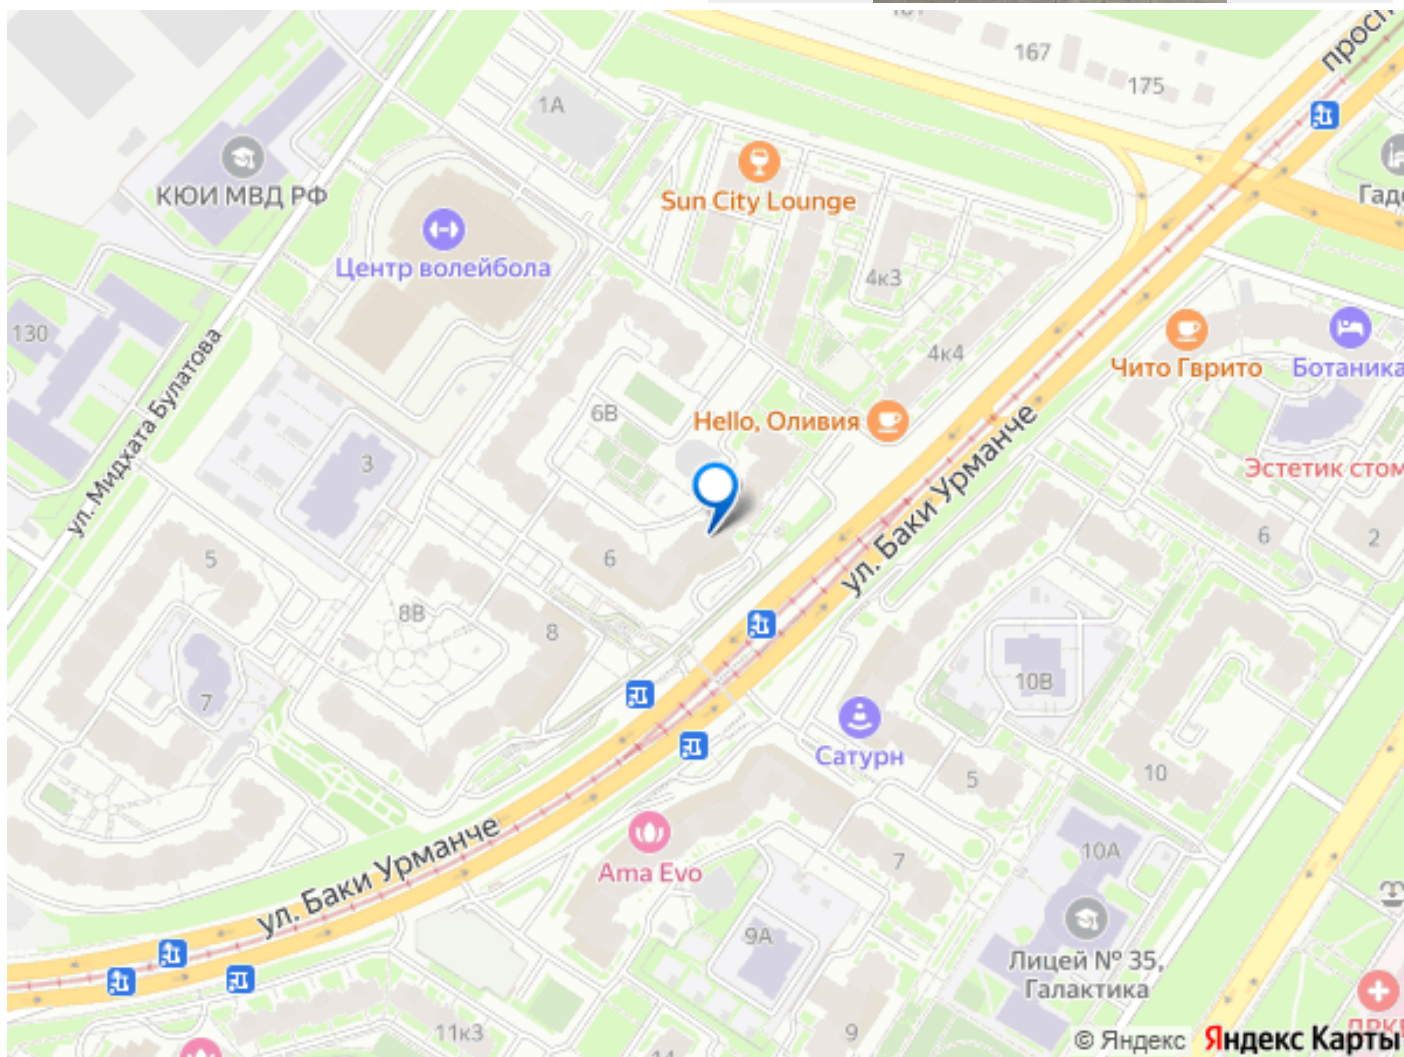 167
175
просп
1А
КЮИ МВД РФ
Sun City Lounge
Гад
Центр волейбола
4к3
130
4к4
Чито Гврито
Ботаника
ул. Мидхата Булатова
6В
Hello, Оливия
3
Эстетик стом
ул. Баки Урманче
6
2
5
6
8В
8
7
10В
Сатурн
5
10
ул. Баки Урманче
Ama Evo
7
10А
9А
Лицей № 35,
Галактика
11к3
9
© Яндекс Яндекс Карты